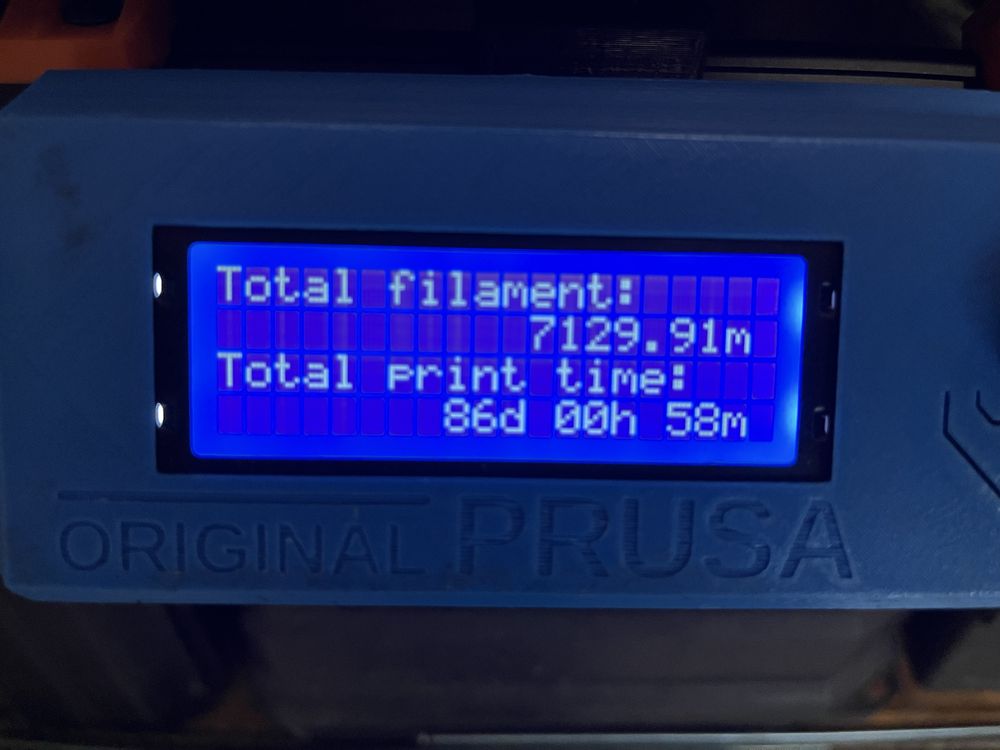 Total filament:
7129.91m
Total print time:
86d 00h 58m
ORIGINAL PRUSA